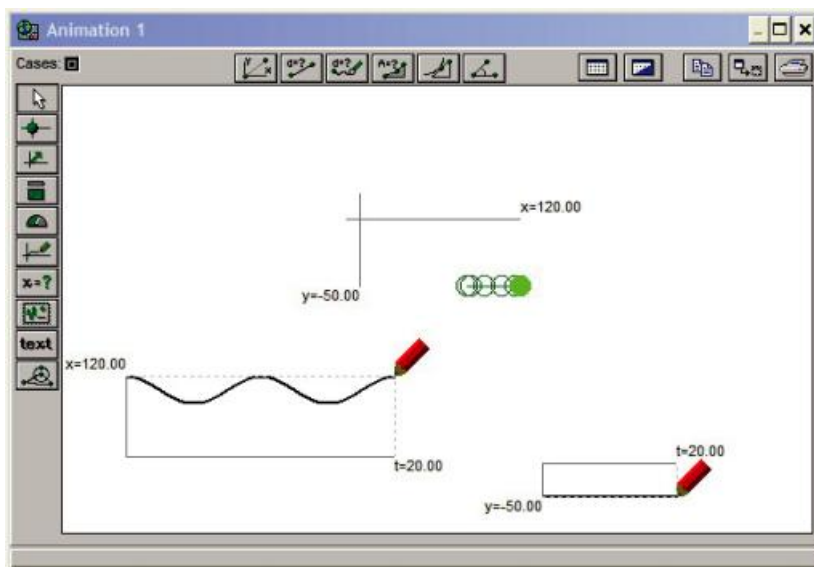 Animation 1
Cases:
x=?
text
x=120.00
y=-50.00
x=120.00
t=20.00
t=20.00
y=-50.00